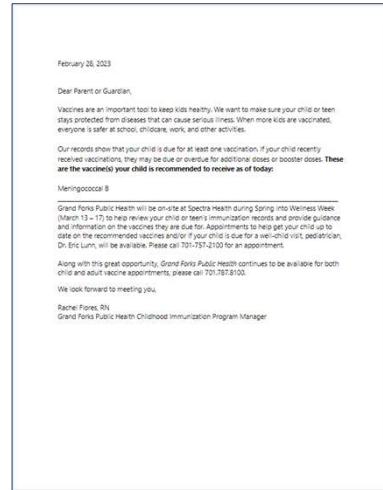 February 28, 2023
Dear Parent or Guardian,
Vaccines are an important tool to keep kids healthy. We want to make sure your child or teen
stays protected from diseases that can cause serious illness. When more kids are vaccinated,
everyone is safer at school, childcare, work, and other activities.
Our records show that your child is due for at least one vaccination. If your child recently
received vaccinations, they may be due or overdue for additional doses or booster doses. These
are the vaccine(s) your child is recommended to receive as of today:
Meningococcal B
Grand Forks Public Health will be on-site at Spectra Health during Spring into Wellness Week
(March 13 – 17) to help review your child or teen's immunization records and provide guidance
and information on the vaccines they are due for. Appointments to help get your child up to
date on the recommended vaccines and/or if your child is due for a well-child visit, pediatrician,
Dr. Eric Lunn, will be available. Please call 701-757-2100 for an appointment.
Along with this great opportunity, Grand Forks Public Health continues to be available for both
child and adult vaccine appointments, please call 701.787.8100.
We look forward to meeting you,
Rachel Flores, RN
Grand Forks Public Health Childhood Immunization Program Manager